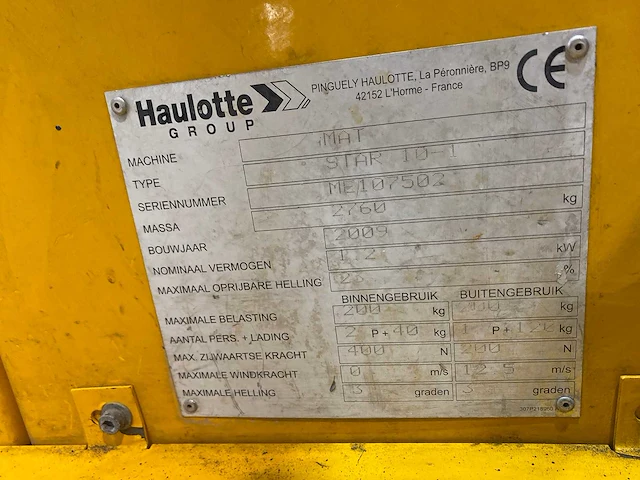 Haulotte
GROUP
PINGUELY HAULOTTE, La Péronnière, BP9
42152 L'Horme - France
CE
MACHINE MAT
TYPE STAR 10-1
SERIENNUMMER ME107502
MASSA 2760 kg
BOUWJAAR 2009
NOMINAAL VERMOGEN kW
MAXIMAAL OPRIJBARE HELLING 23 %
BINNENGEBRUIK BUITENGEBRUIK
MAXIMALE BELASTING 200 kg kg
AANTAL PERS. + LADING 2 P + 40 kg 1 P + 120 kg
MAX. ZIJWAARTSE KRACHT 400 N 200 N
MAXIMALE WINDKRACHT 0 m/s 12.5 m/s
MAXIMALE HELLING 3 graden 3 graden